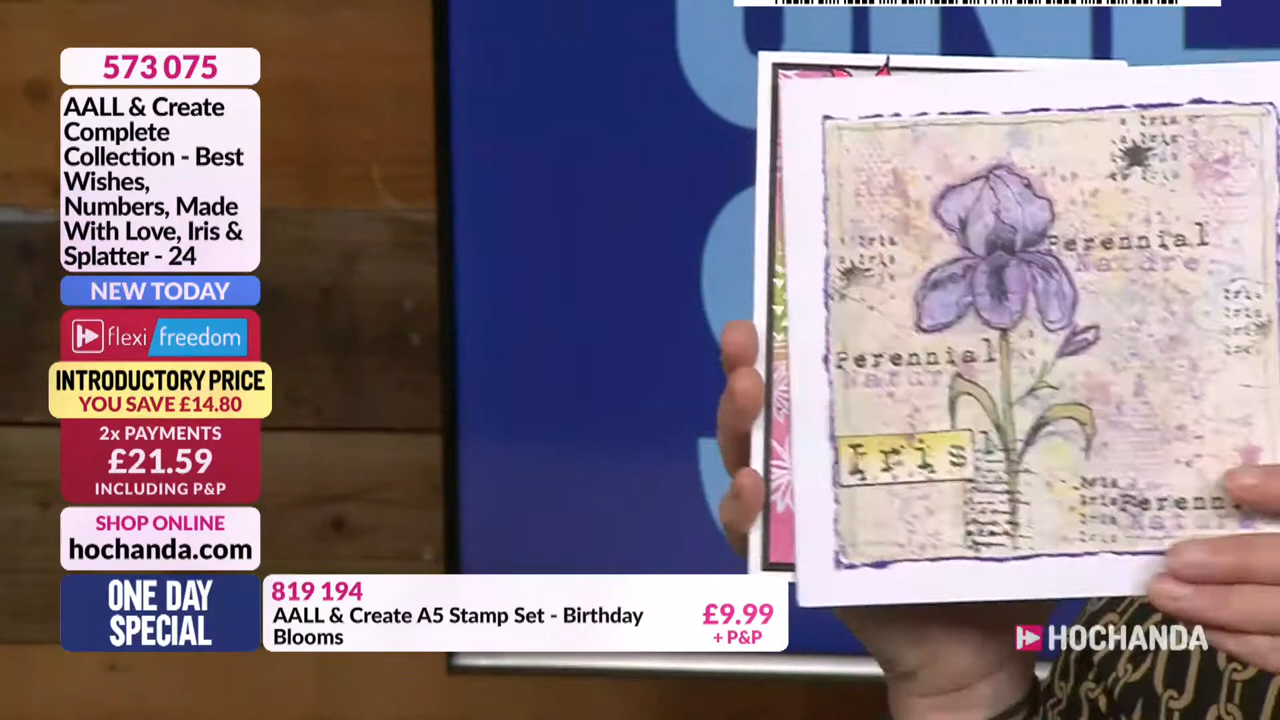 573 075
AALL & Create
Complete
Collection - Best
Wishes,
Numbers, Made
With Love, Iris &
Splatter - 24
NEW TODAY
flexi freedom
INTRODUCTORY PRICE
YOU SAVE £14.80
2x PAYMENTS
£21.59
INCLUDING P&P
SHOP ONLINE
hochanda.com
ONE DAY
SPECIAL
819 194
AALL & Create A5 Stamp Set - Birthday
Blooms
£9.99
+ P&P
HOCHANDA
Perennial
Nature
Perennial
Iris